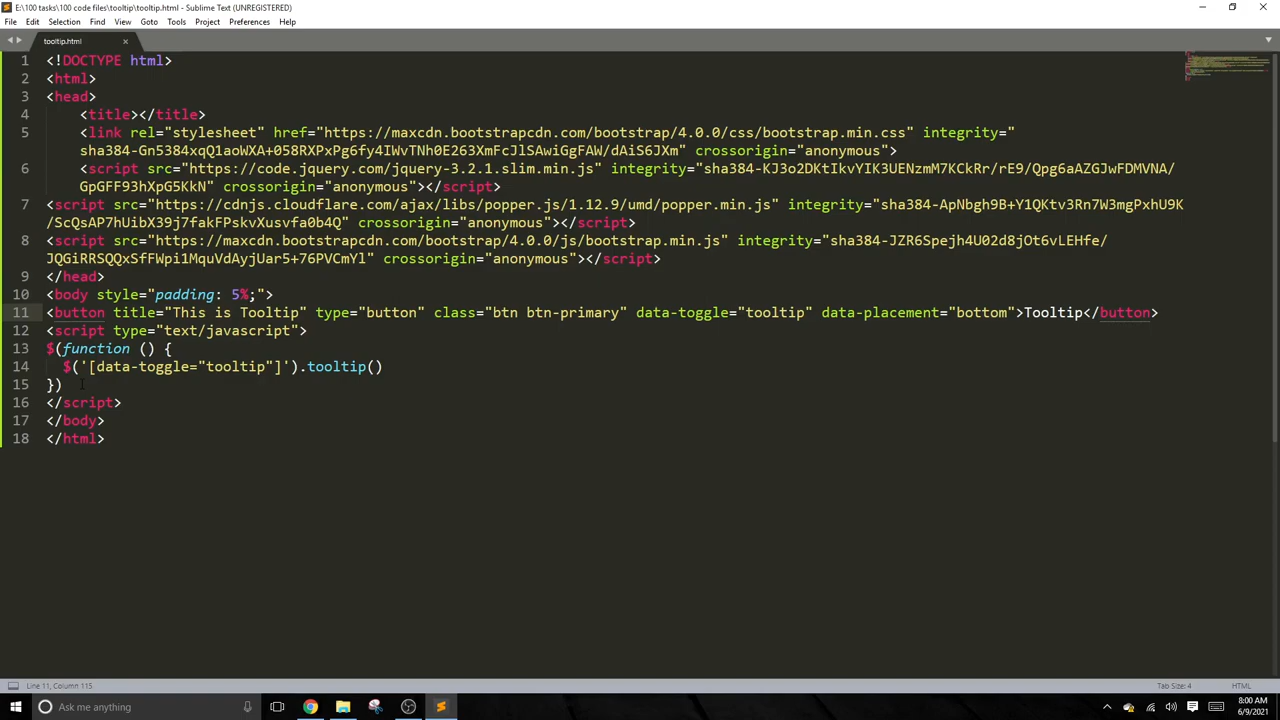 E:\100 tasks\100 code files\tooltip\tooltip.html - Sublime Text (UNREGISTERED)
File Edit Selection Find View Goto Tools Project Preferences Help
tooltip.html
1 <!DOCTYPE html>
2 <html>
3 <head>
4 <title></title>
5 <link rel="stylesheet" href="https://maxcdn.bootstrapcdn.com/bootstrap/4.0.0/css/bootstrap.min.css" integrity="
sha384-Gn5384xqQ1aoWXA+058RXPxPg6fy4IWvTNh0E263XmFcJlSAwiGgFAW/dAiS6JXm" crossorigin="anonymous">
6 <script src="https://code.jquery.com/jquery-3.2.1.slim.min.js" integrity="sha384-KJ3o2DKtIkvYIK3UENzmM7KCkRr/rE9/Qpg6aAZGJwFDMVNA/
GpGFF93hXpG5KkN" crossorigin="anonymous"></script>
7 <script src="https://cdnjs.cloudflare.com/ajax/libs/popper.js/1.12.9/umd/popper.min.js" integrity="sha384-ApNbgh9B+Y1QKtv3Rn7W3mgPxhU9K
/ScQsAP7hUibX39j7fakFPskvXusvfa0b4Q" crossorigin="anonymous"></script>
8 <script src="https://maxcdn.bootstrapcdn.com/bootstrap/4.0.0/js/bootstrap.min.js" integrity="sha384-JZR6Spejh4U02d8jOt6vLEHfe/
JQGiRRSQQxSfFWpi1MquVdAyjUar5+76PVCmYl" crossorigin="anonymous"></script>
9 </head>
10 <body style="padding: 5%;">
11 <button title="This is Tooltip" type="button" class="btn btn-primary" data-toggle="tooltip" data-placement="bottom">Tooltip</button>
12 <script type="text/javascript">
13 $(function () {
14 $('[data-toggle="tooltip"]').tooltip()
15 })
16 </script>
17 </body>
18 </html>
Line 11, Column 115 Tab Size: 4 HTML
Ask me anything
8:00 AM
6/9/2021